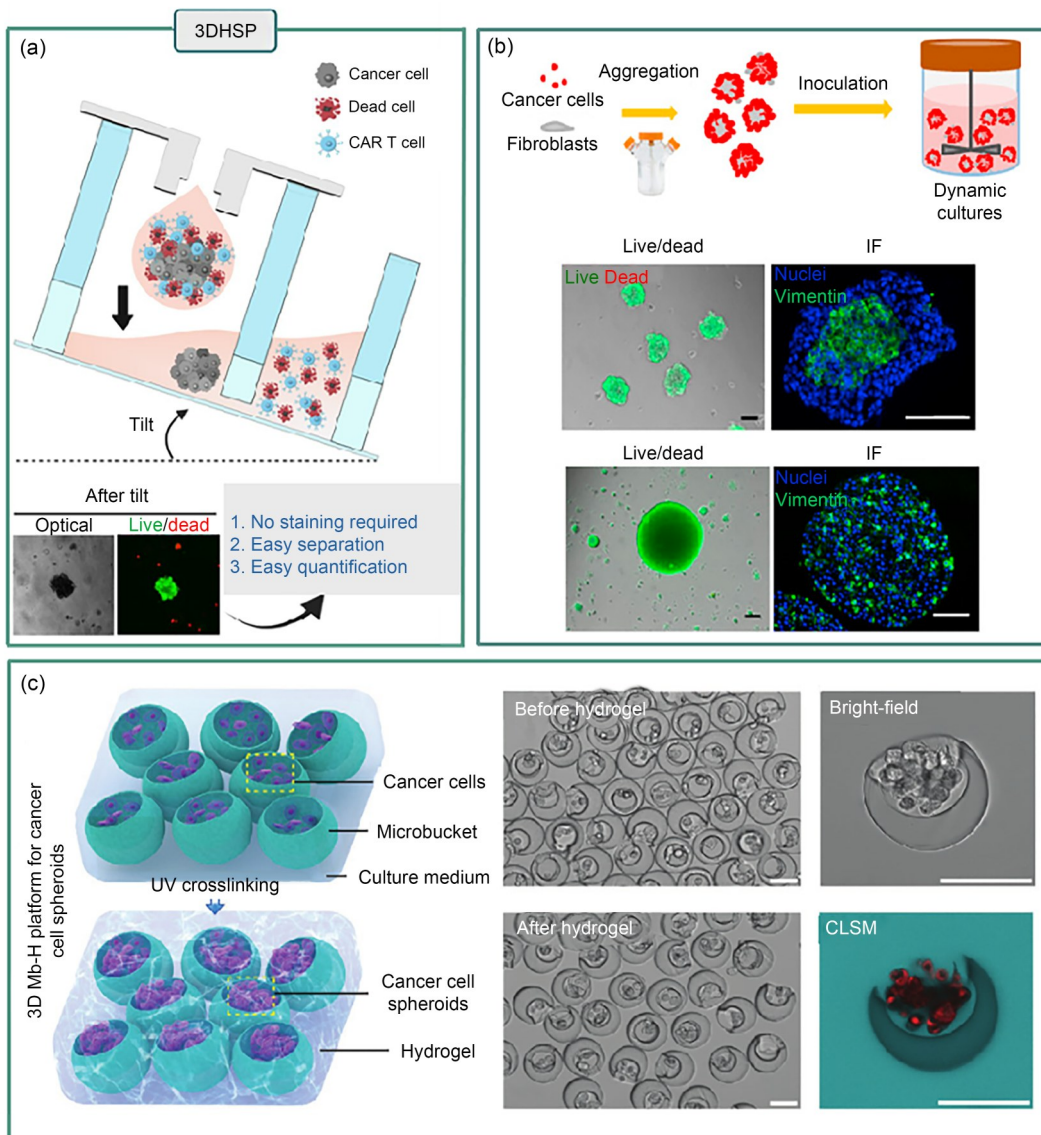 3DHSP
(a)
Cancer cell
Dead cell
CAR T cell
Tilt
After tilt
Optical
Live/dead
1. No staining required
2. Easy separation
3. Easy quantification
(b)
Cancer cells
Fibroblasts
Aggregation
Inoculation
Dynamic
cultures
Live/dead
IF
Live Dead
Nuclei
Vimentin
Live/dead
IF
Nuclei
Vimentin
(c)
3D Mb-H platform for cancer
cell spheroids
Cancer cells
Microbucket
Culture medium
UV crosslinking
Cancer cell
spheroids
Hydrogel
Before hydrogel
Bright-field
After hydrogel
CLSM